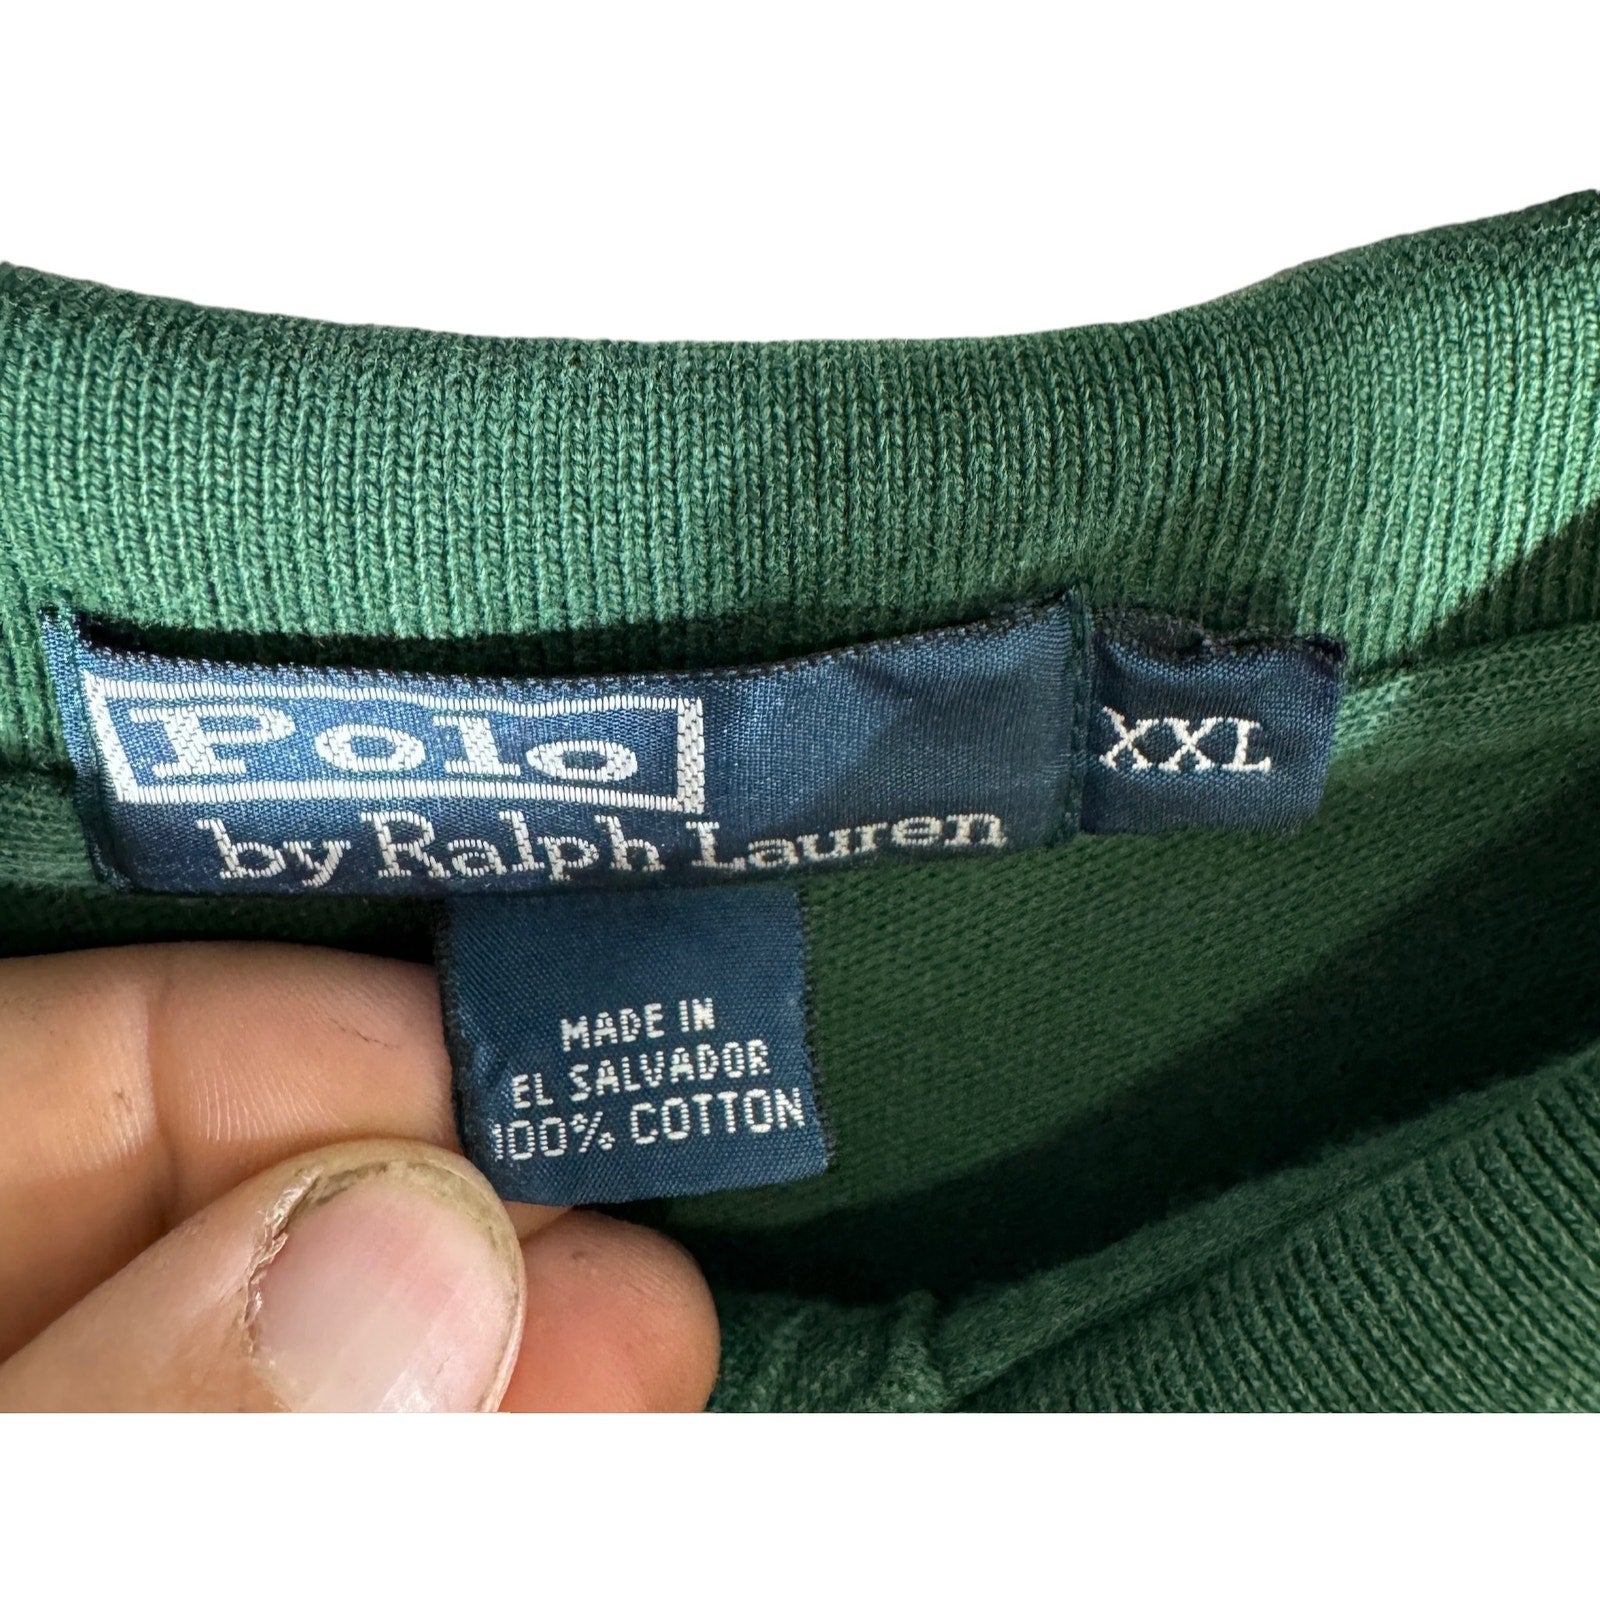 Polo
by Ralph Lauren
XXL
MADE IN
EL SALVADOR
100% COTTON